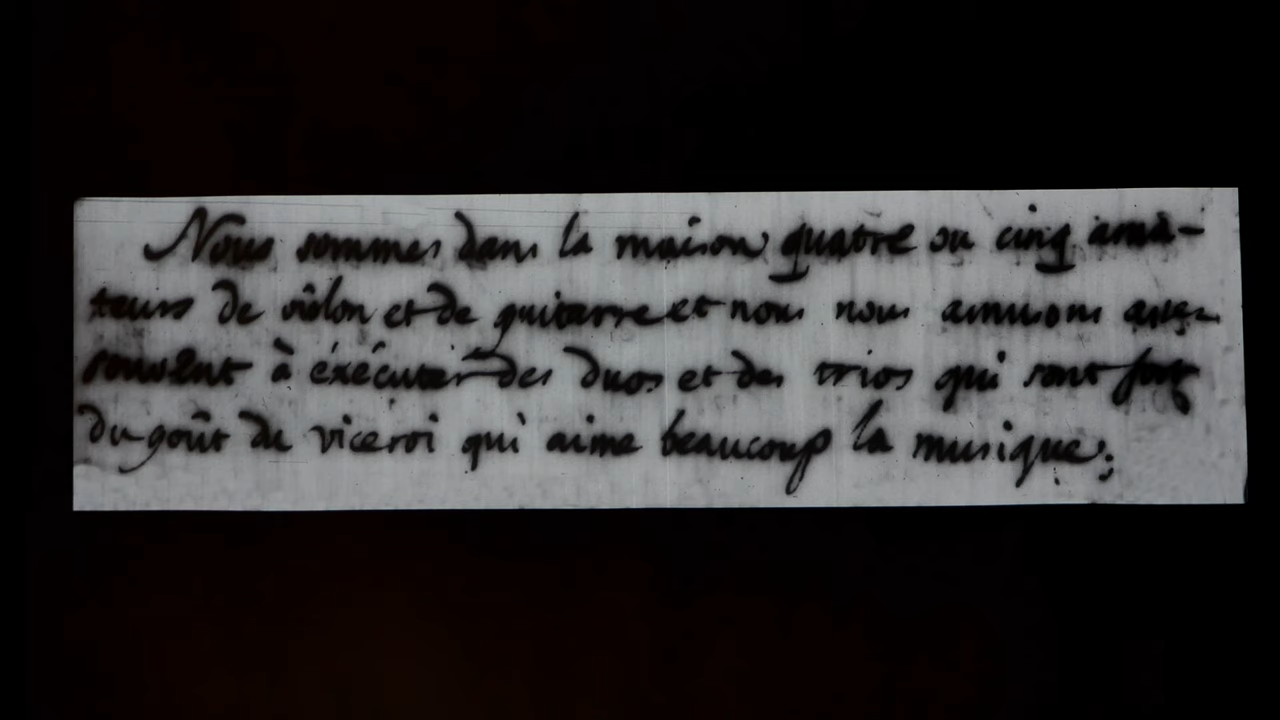 Nous sommes dans la maison quatre ou cinq ama-
teurs de violon et de guitarre et nous nous amusons assez
souvent à éxécuter des duos et des trios qui sont fort
du goût du viceroi qui aime beaucoup la musique;